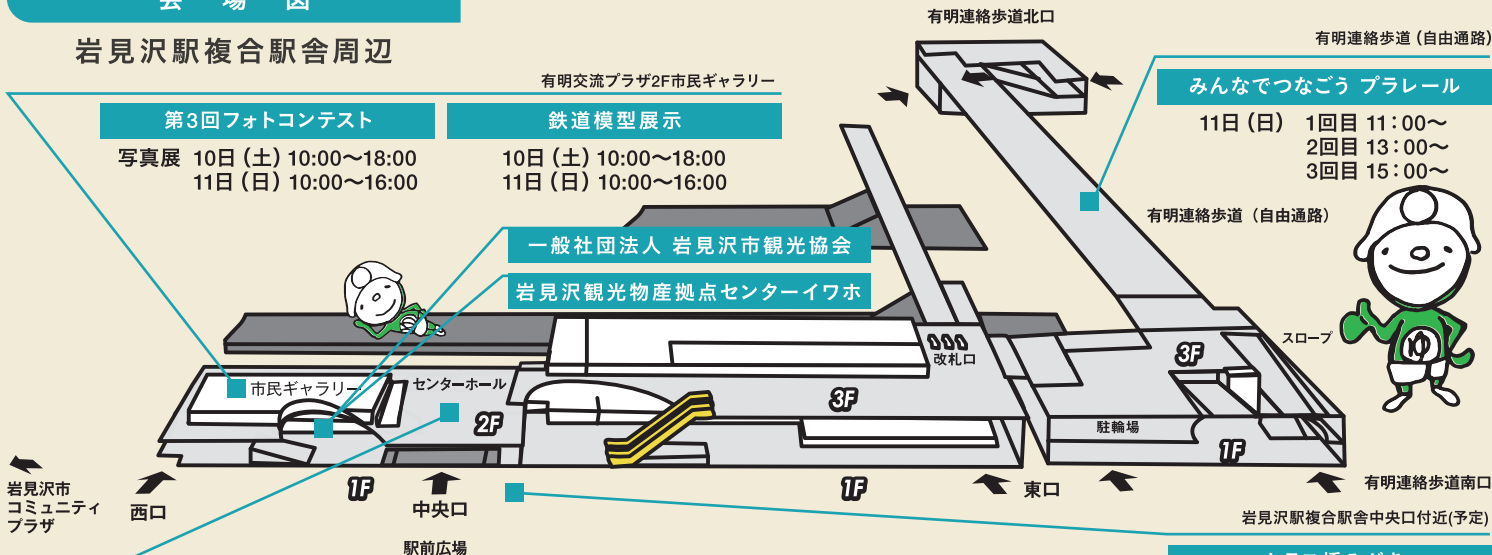 会場図
岩見沢駅複合駅舎周辺
有明交流プラザ2F市民ギャラリー
第3回フォトコンテスト
写真展 10日(土)10:00〜18:00
11日(日)10:00〜16:00
鉄道模型展示
10日(土)10:00〜18:00
11日(日)10:00〜16:00
有明連絡歩道北口
有明連絡歩道(自由通路)
みんなでつなごう プラレール
11日(日) 1回目 11:00〜
2回目 13:00〜
3回目 15:00〜
有明連絡歩道(自由通路)
一般社団法人 岩見沢市観光協会
岩見沢観光物産拠点センターイワホ
スロープ
改札口
3F
市民ギャラリー
センターホール
2F
3F
駐輪場
1F
岩見沢市
コミュニティ
プラザ
西口
1F
中央口
1F
東口
有明連絡歩道南口
岩見沢駅複合駅舎中央口付近(予定)
駅前広場